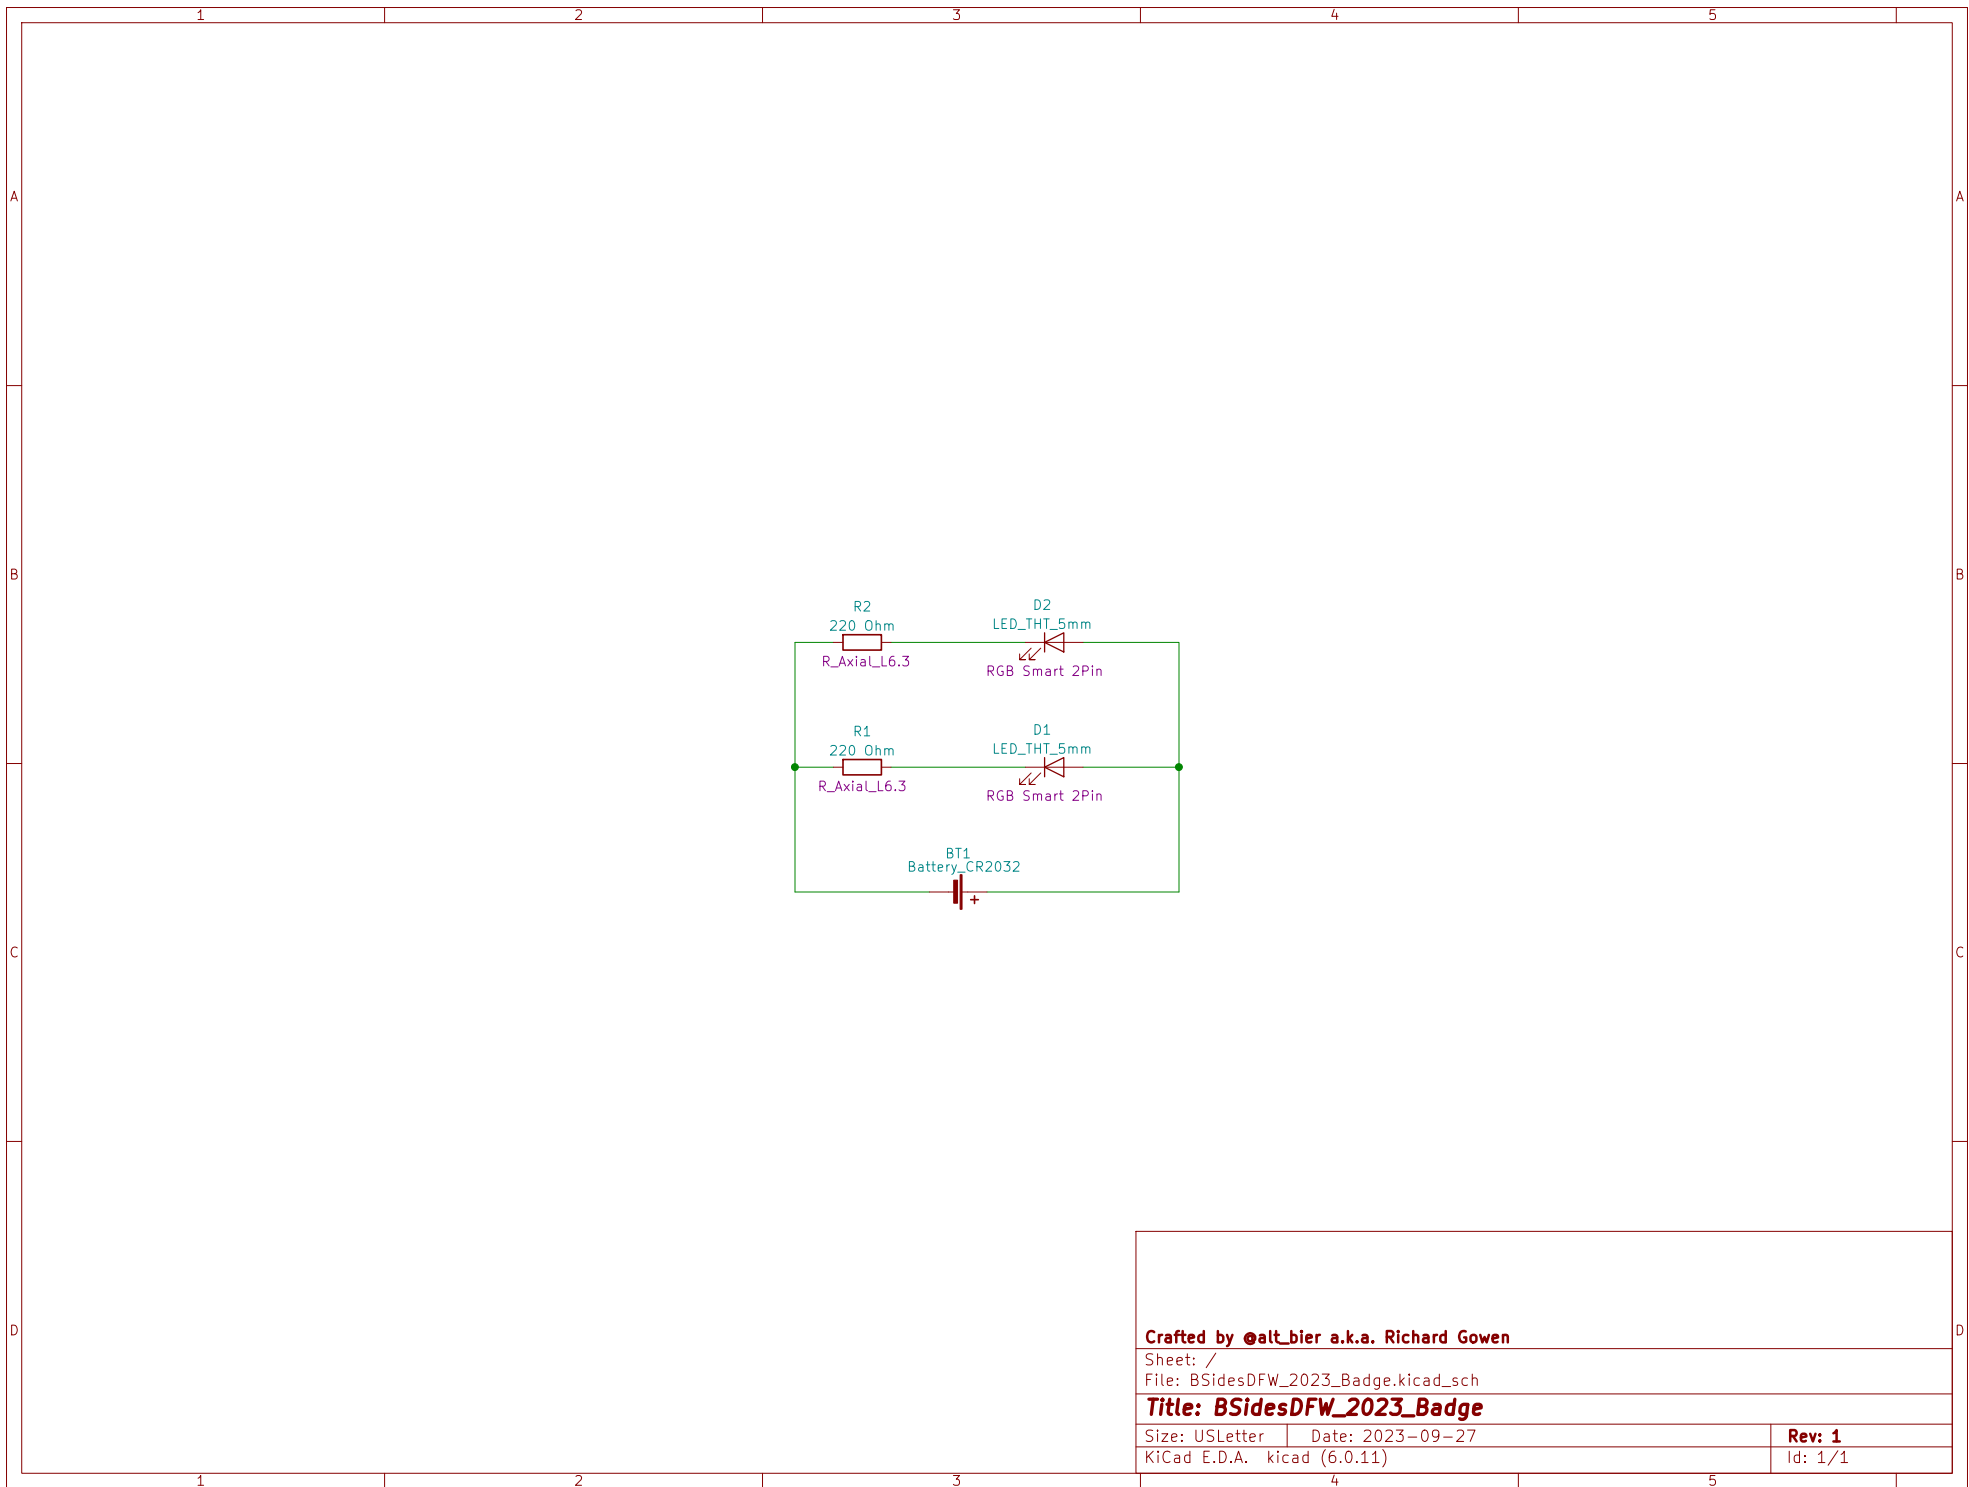 1 2 3 4 5
A A
B B
R2
220 Ohm
R_Axial_L6.3
D2
LED_THT_5mm
RGB Smart 2Pin
R1
220 Ohm
R_Axial_L6.3
D1
LED_THT_5mm
RGB Smart 2Pin
BT1
Battery_CR2032
+
C C
D D
Crafted by @alt_bier a.k.a. Richard Gowen
Sheet: /
File: BSidesDFW_2023_Badge.kicad_sch
Title: BSidesDFW_2023_Badge
Size: USLetter Date: 2023-09-27 Rev: 1
KiCad E.D.A. kicad (6.0.11) Id: 1/1
1 2 3 4 5